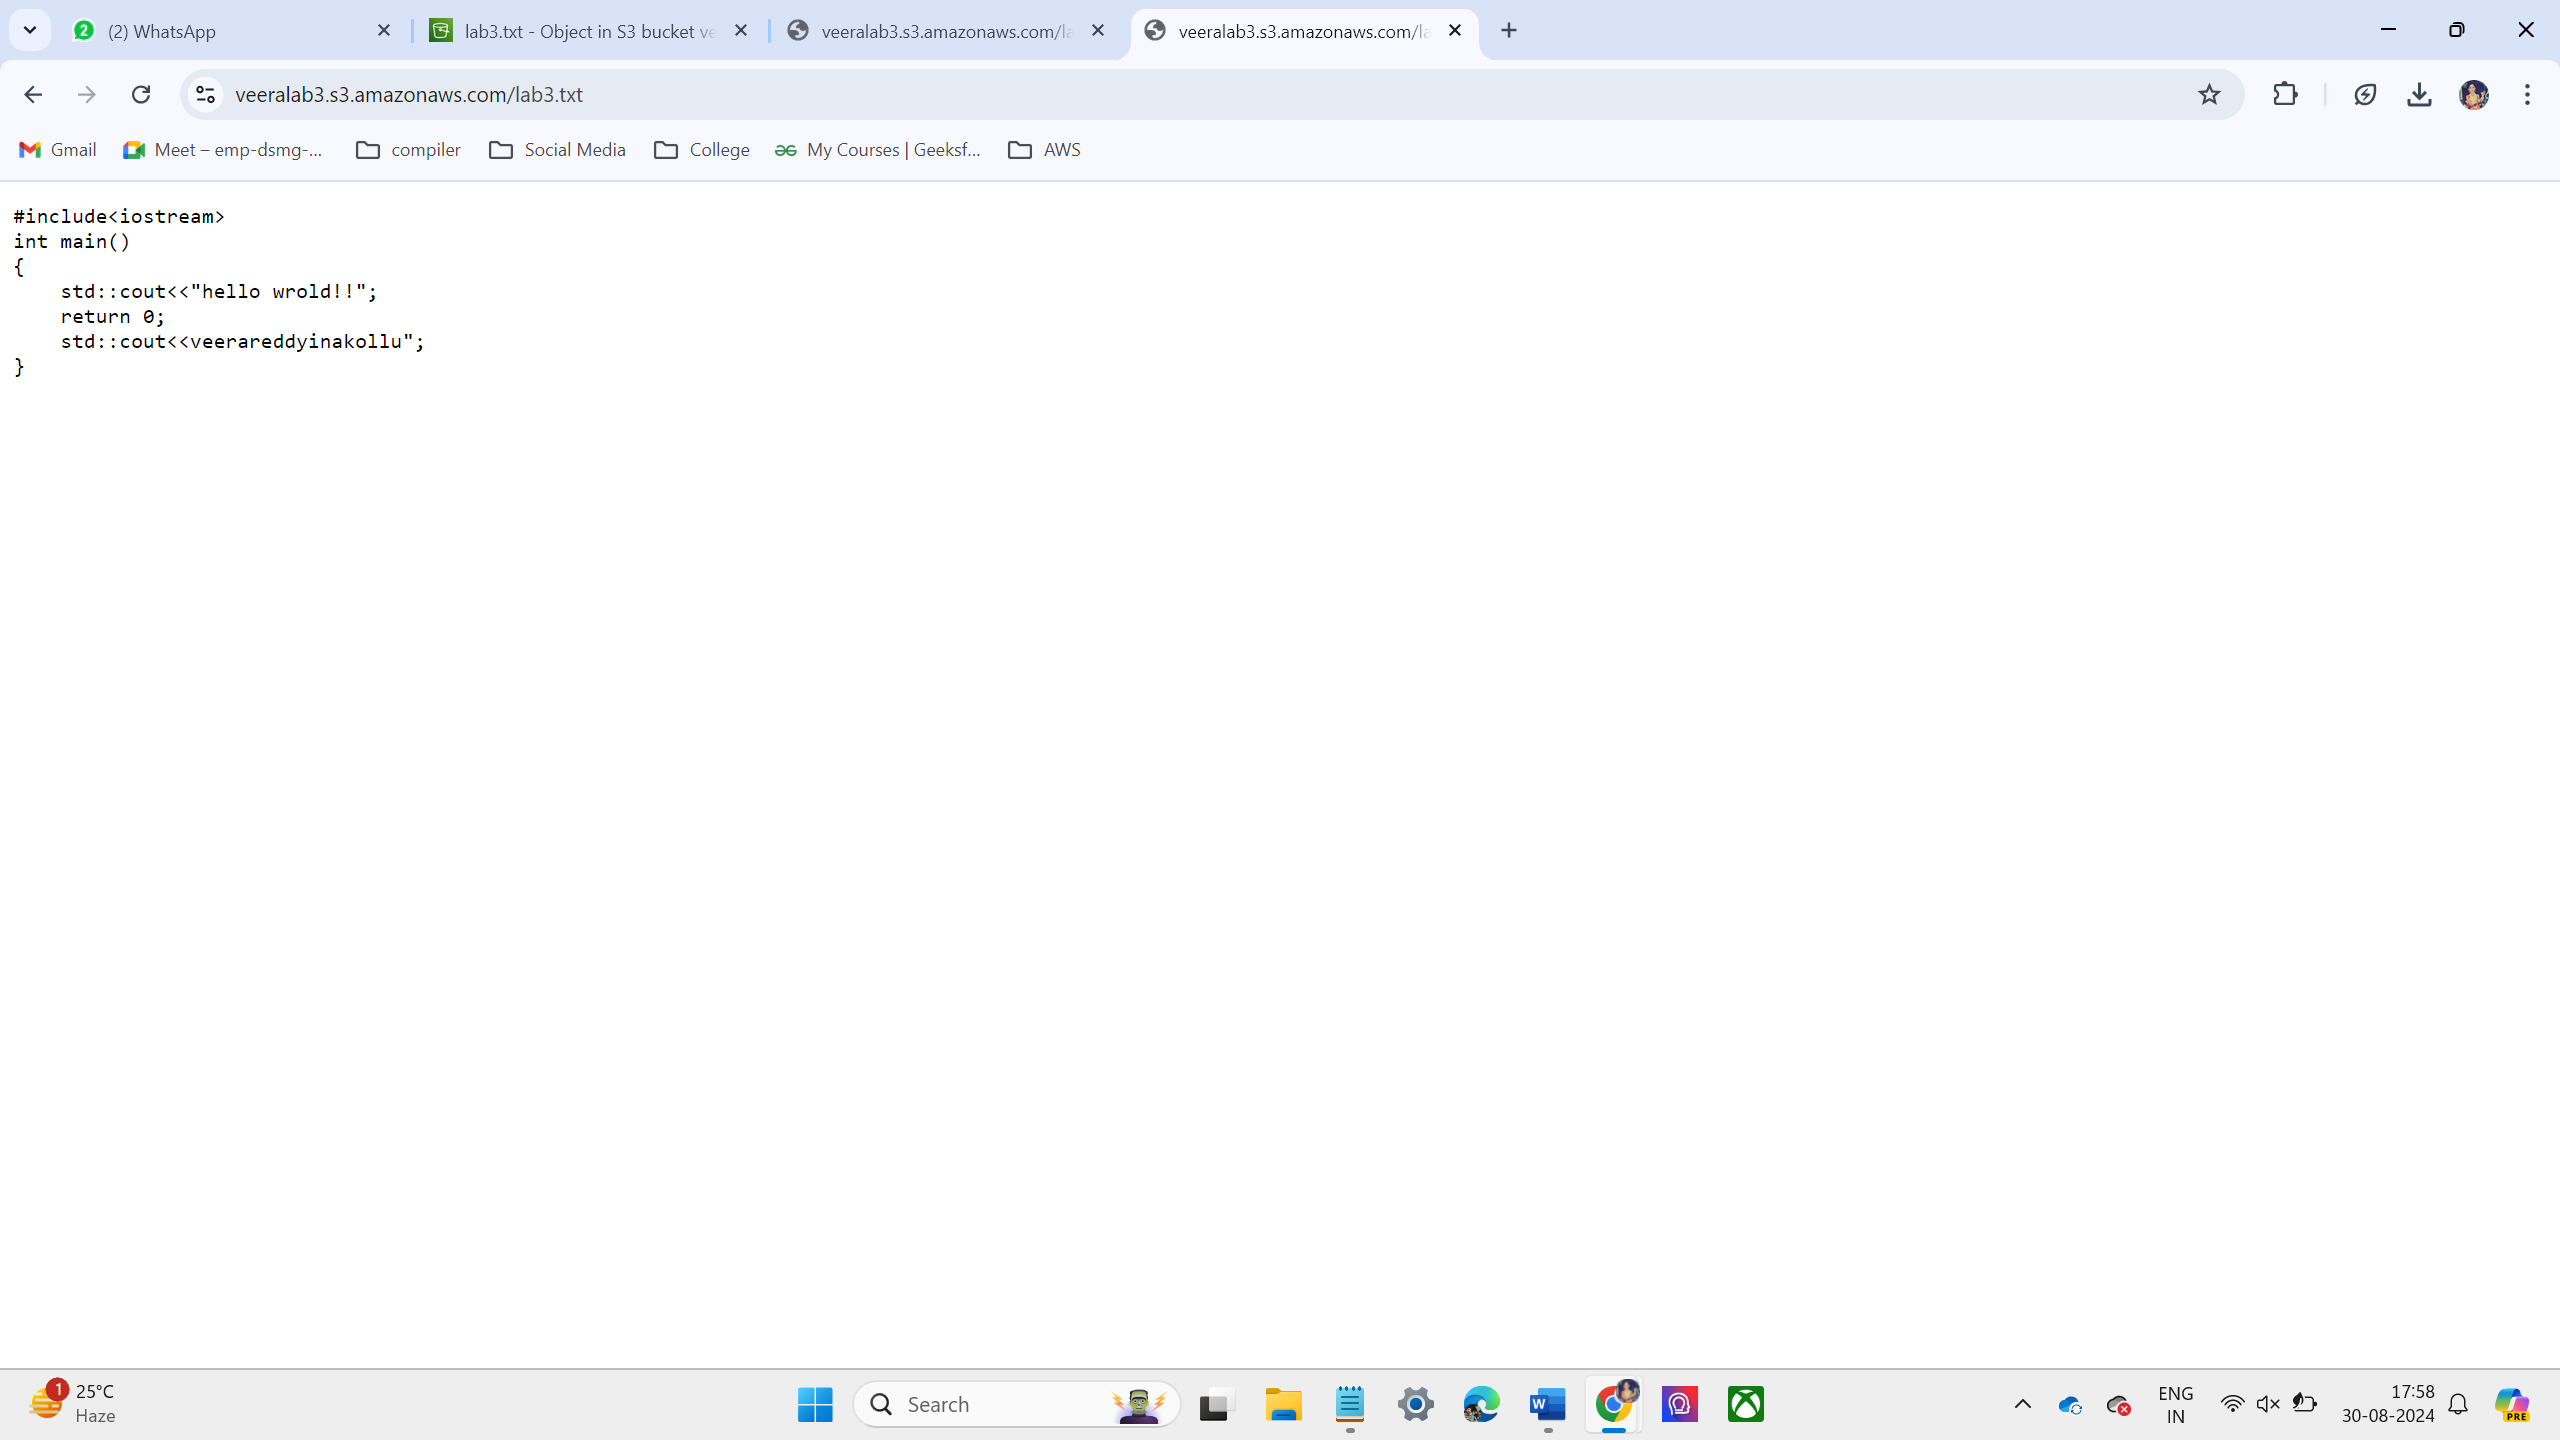 2 (2) WhatsApp
lab3.txt - Object in S3 bucket ve
veeralab3.s3.amazonaws.com/la
veeralab3.s3.amazonaws.com/la
veeralab3.s3.amazonaws.com/lab3.txt
Gmail Meet – emp-dsmg-... compiler Social Media College My Courses | Geeksf... AWS
#include<iostream>
int main()
{
    std::cout<<"hello wrold!!";
    return 0;
    std::cout<<veerareddyinakollu";
}
1 25°C
Haze
Search
W
ENG
IN
17:58
30-08-2024
PRE